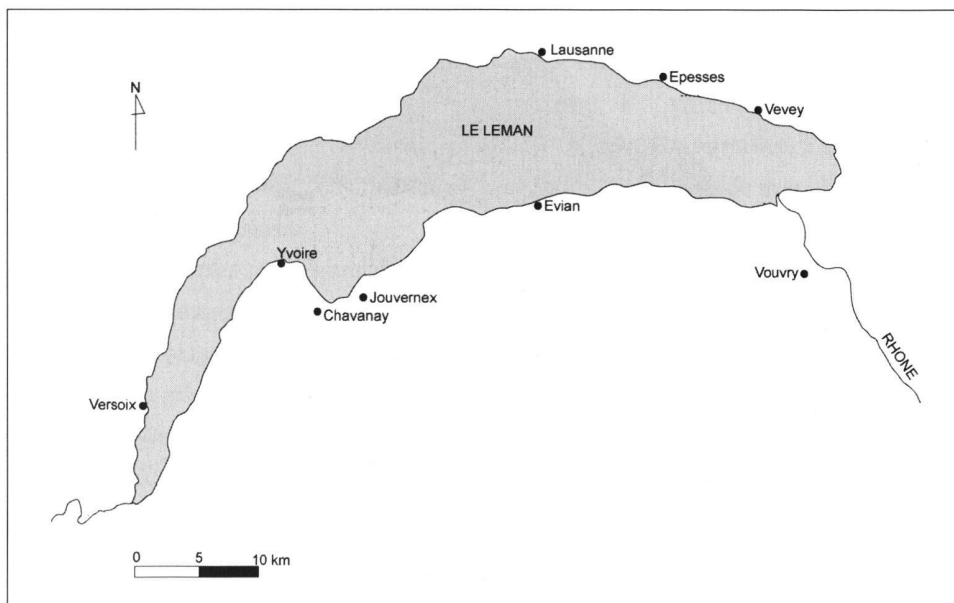 Lausanne
Epesses
N
Vevey
LE LEMAN
Evian
Yvoire
Vouvry
Jouvernex
Chavanay
RHONE
Versoix
0 5 10 km